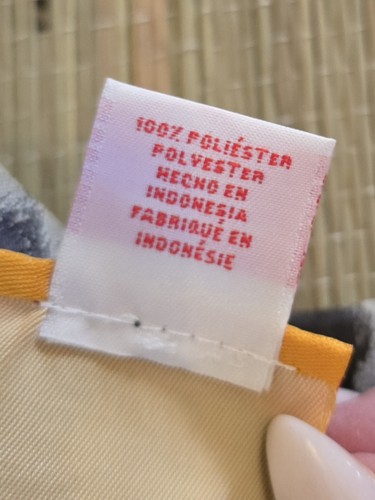 100% POLIÉSTER
POLYESTER
HECHO EN
INDONESIA
FABRIQUÉ EN
INDONÉSIE